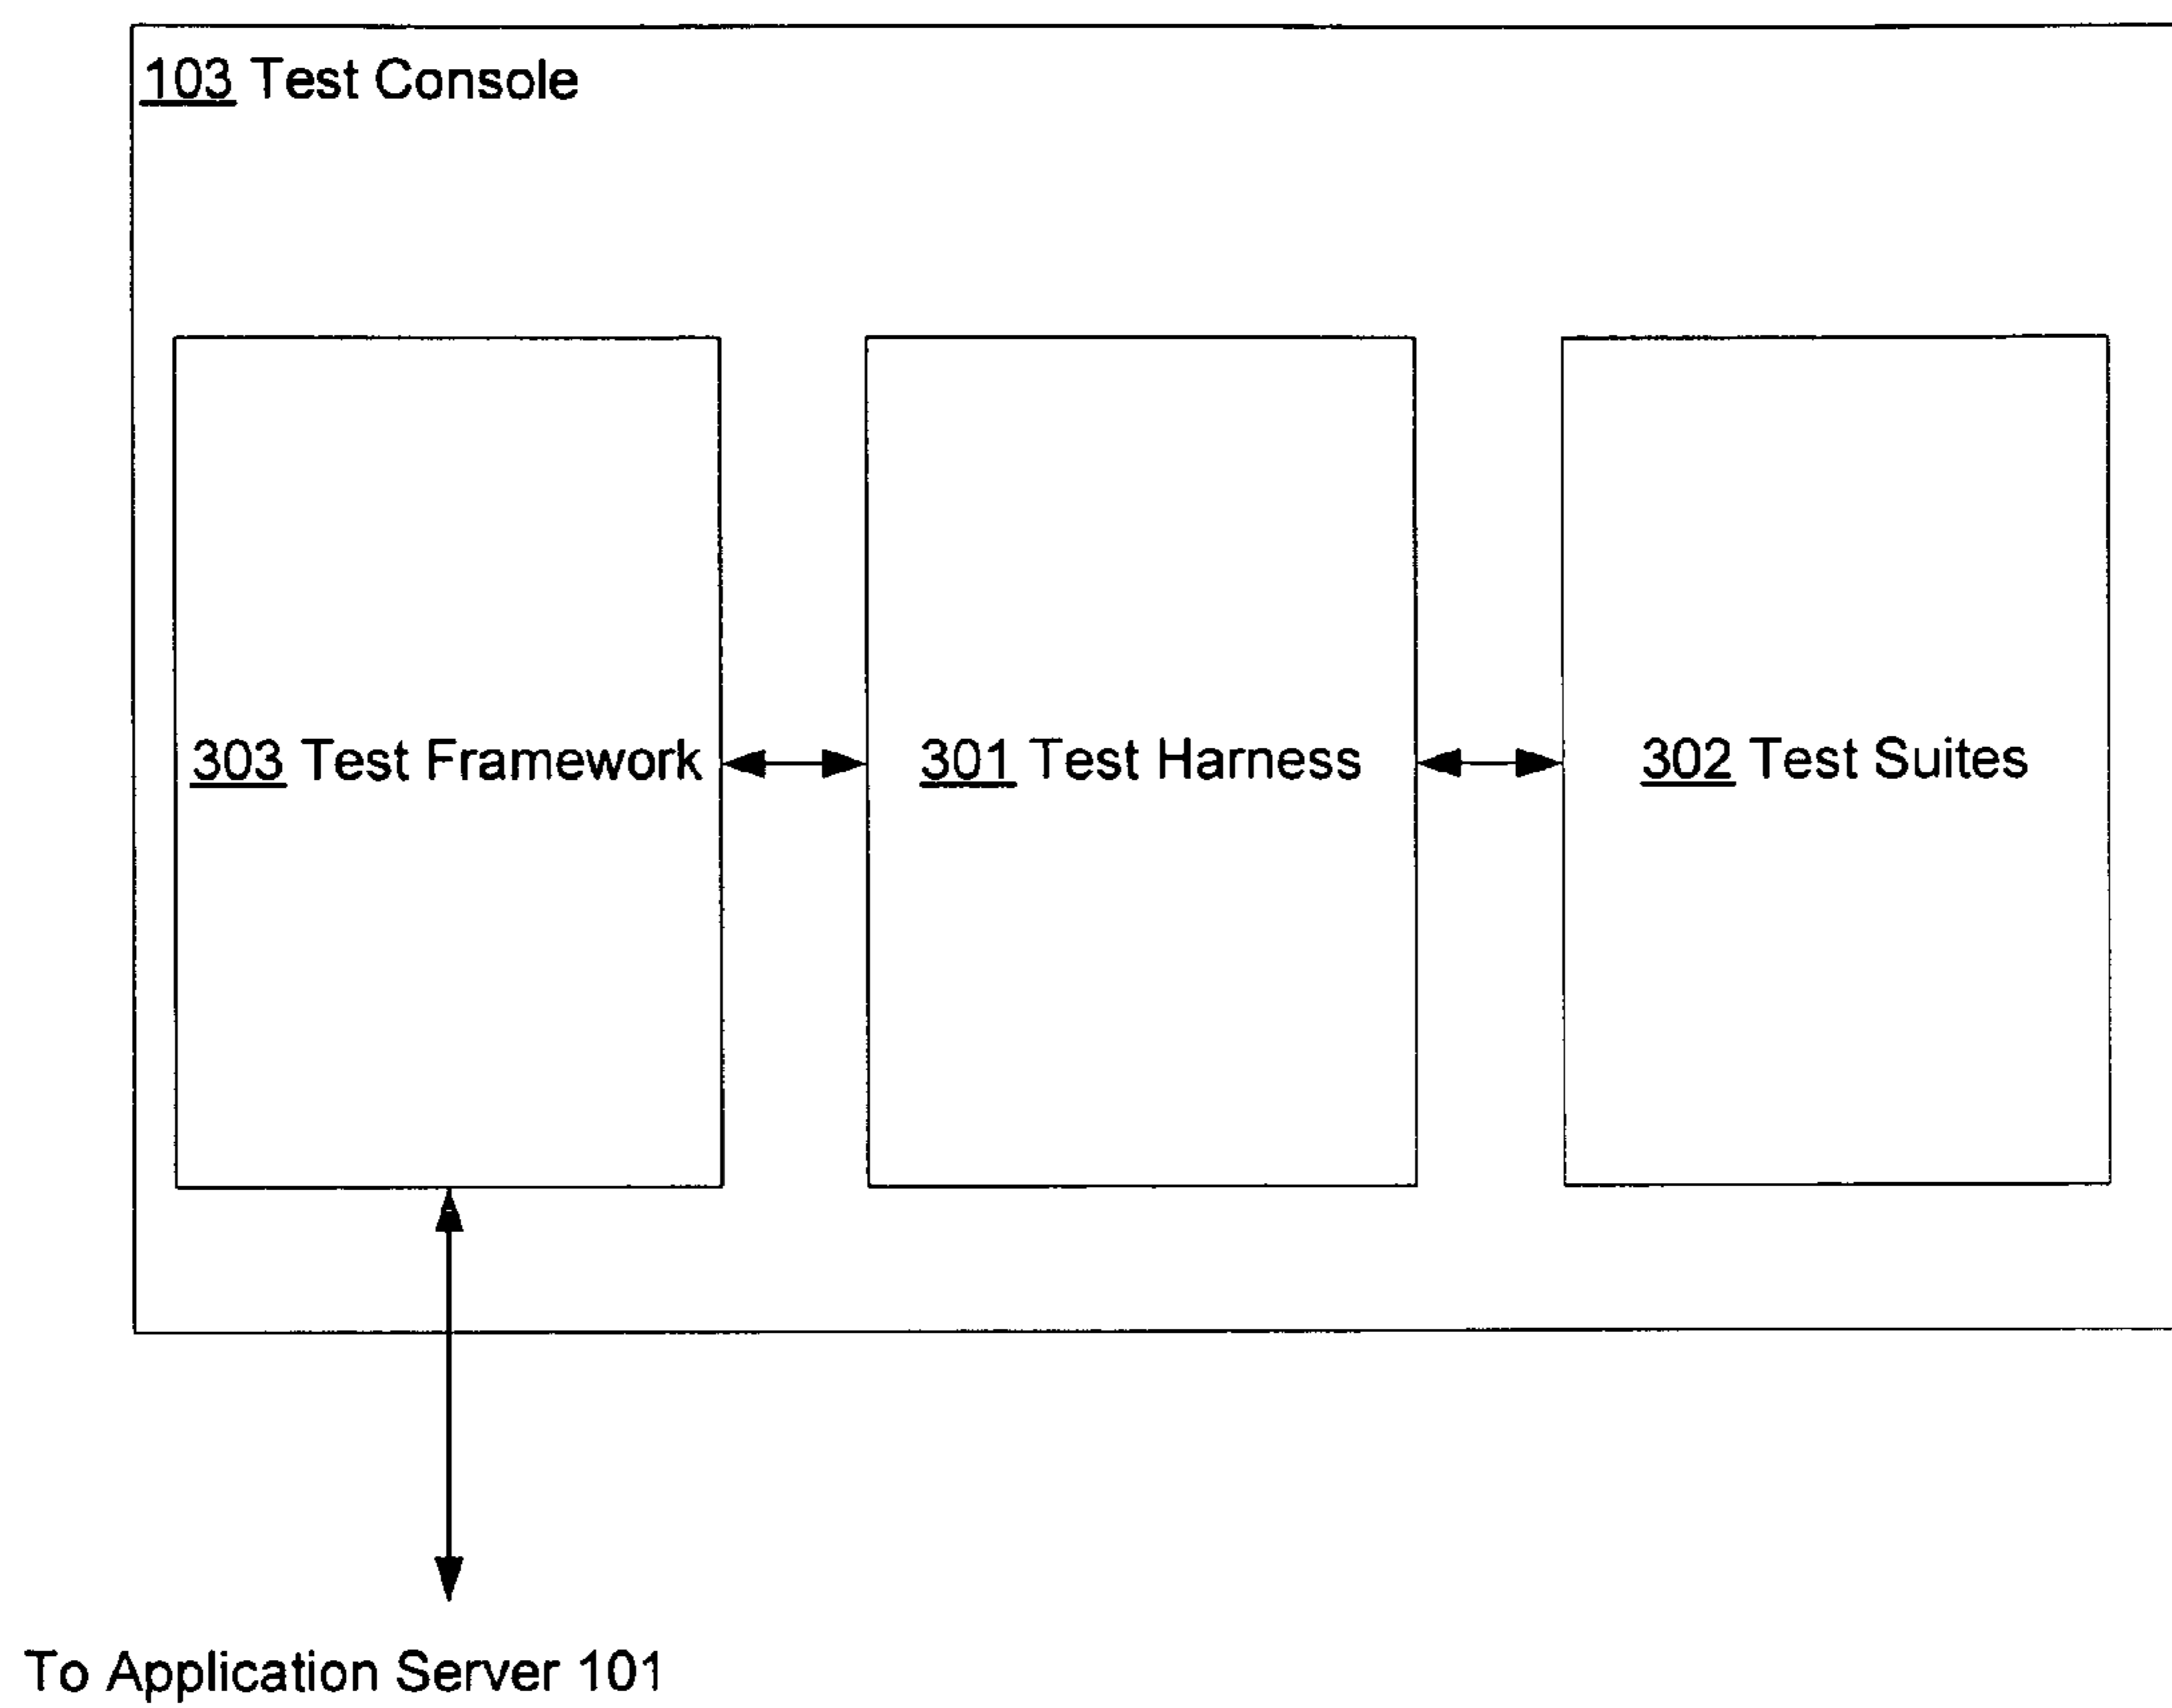 103 Test Console
303 Test Framework
301 Test Harness
302 Test Suites
To Application Server 101